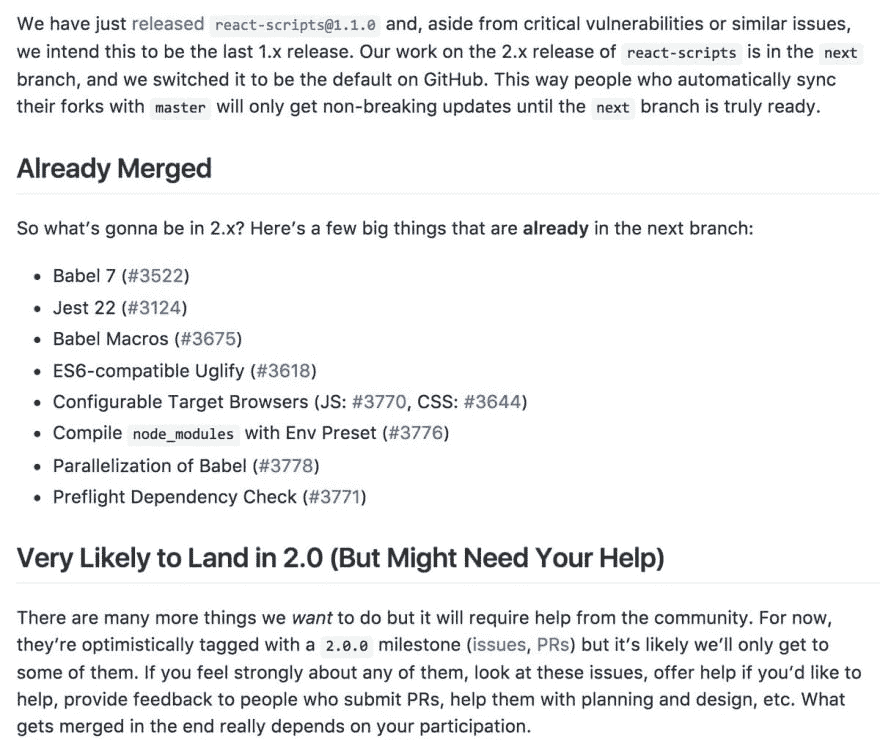 We have just released react-scripts@1.1.0 and, aside from critical vulnerabilities or similar issues,
we intend this to be the last 1.x release. Our work on the 2.x release of react-scripts is in the next
branch, and we switched it to be the default on GitHub. This way people who automatically sync
their forks with master will only get non-breaking updates until the next branch is truly ready.
Already Merged
So what's gonna be in 2.x? Here's a few big things that are already in the next branch:
• Babel 7 (#3522)
• Jest 22 (#3124)
• Babel Macros (#3675)
• ES6-compatible Uglify (#3618)
• Configurable Target Browsers (JS: #3770, CSS: #3644)
• Compile node_modules with Env Preset (#3776)
• Parallelization of Babel (#3778)
• Preflight Dependency Check (#3771)
Very Likely to Land in 2.0 (But Might Need Your Help)
There are many more things we want to do but it will require help from the community. For now,
they're optimistically tagged with a 2.0.0 milestone (issues, PRs) but it's likely we'll only get to
some of them. If you feel strongly about any of them, look at these issues, offer help if you'd like to
help, provide feedback to people who submit PRs, help them with planning and design, etc. What
gets merged in the end really depends on your participation.